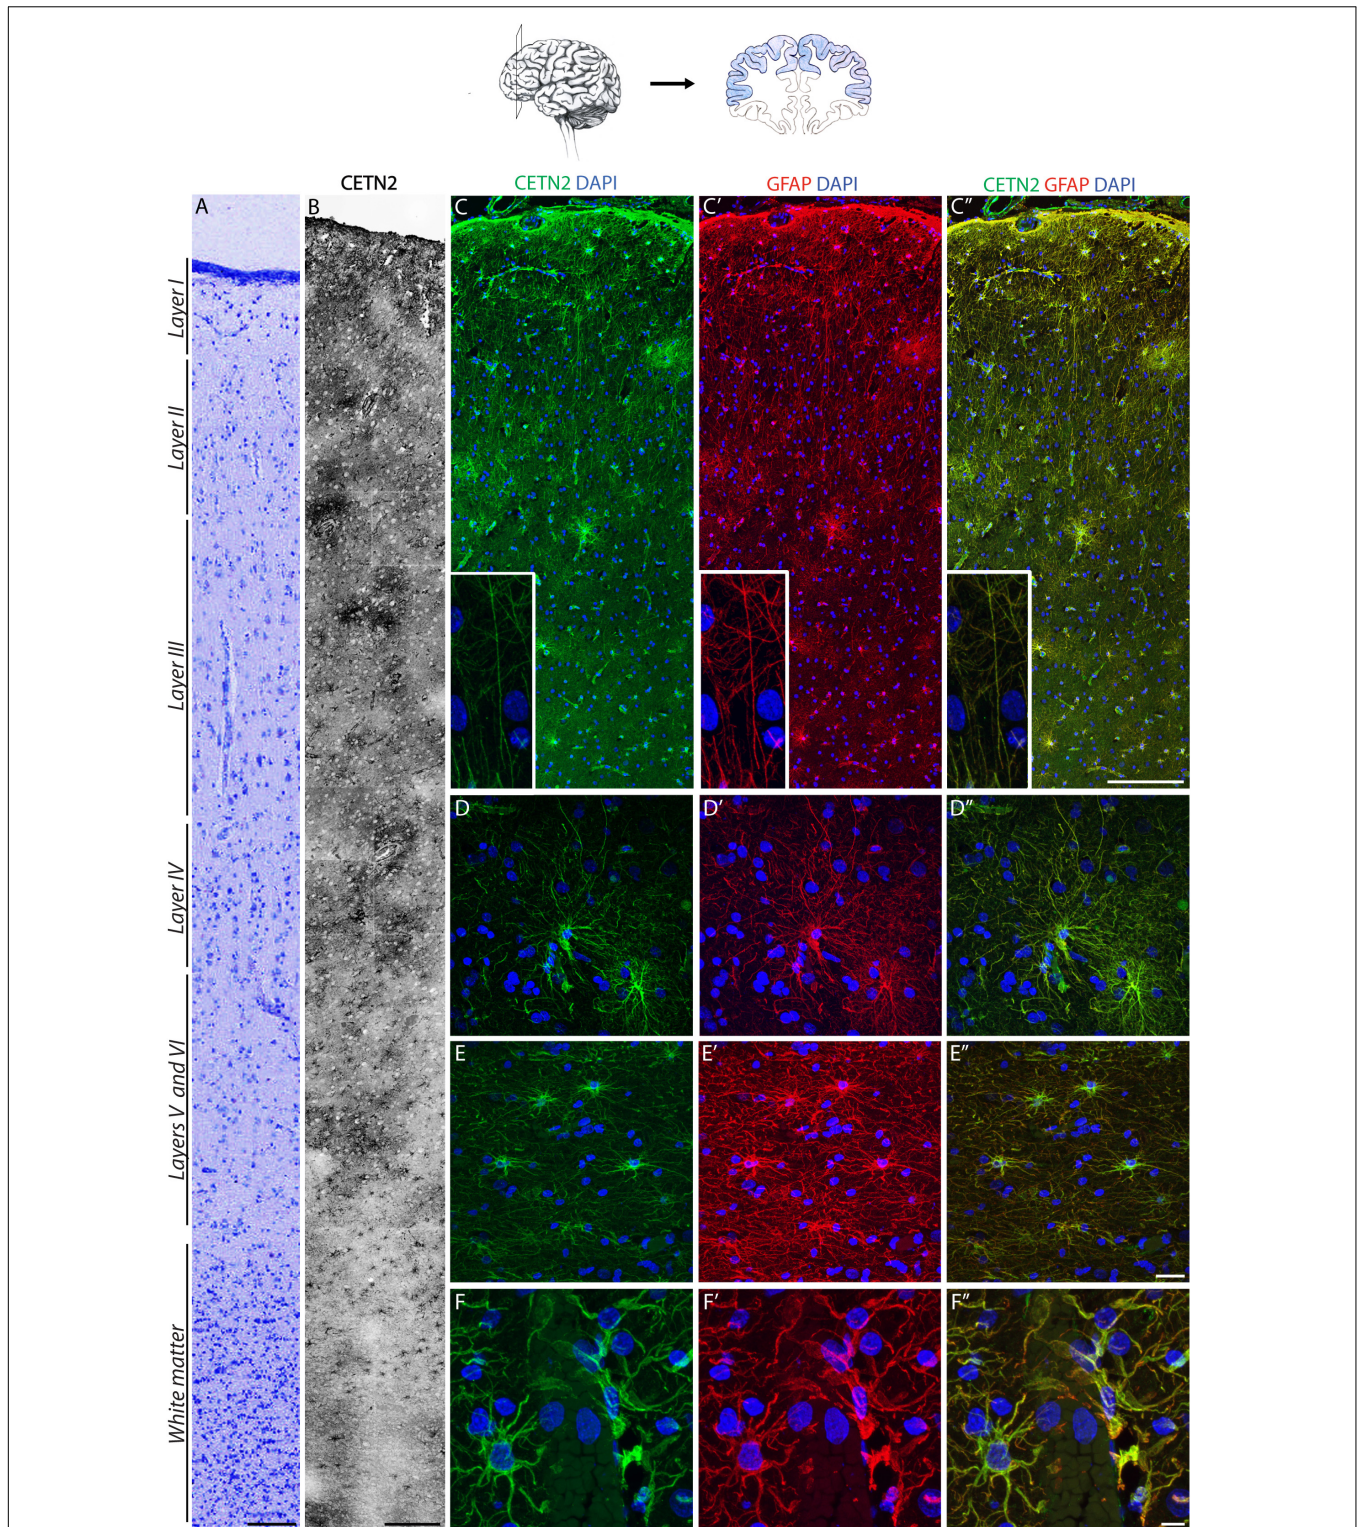 CETN2
CETN2 DAPI
GFAP DAPI
CETN2 GFAP DAPI
A
B
C
C′
C″
Layer I
Layer II
Layer III
Layer IV
Layers V and VI
White matter
D
D′
D″
E
E′
E″
F
F′
F″